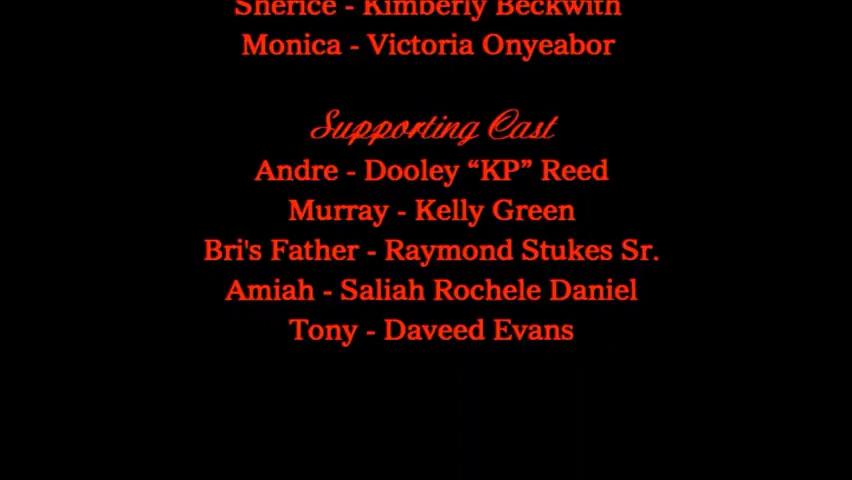 Sherice - Kimberly Beckwith
Monica - Victoria Onyeabor
Supporting Cast
Andre - Dooley “KP” Reed
Murray - Kelly Green
Bri's Father - Raymond Stukes Sr.
Amiah - Saliah Rochele Daniel
Tony - Daveed Evans